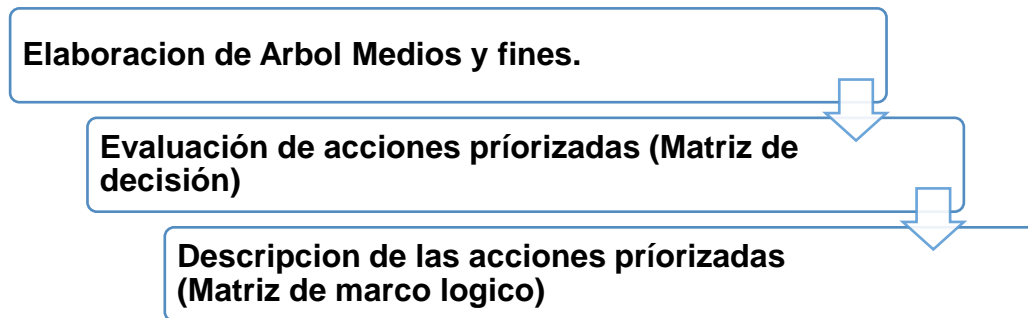 Elaboracion de Arbol Medios y fines.
Evaluación de acciones príorizadas (Matriz de
decisión)
Descripcion de las acciones príorizadas
(Matriz de marco logico)